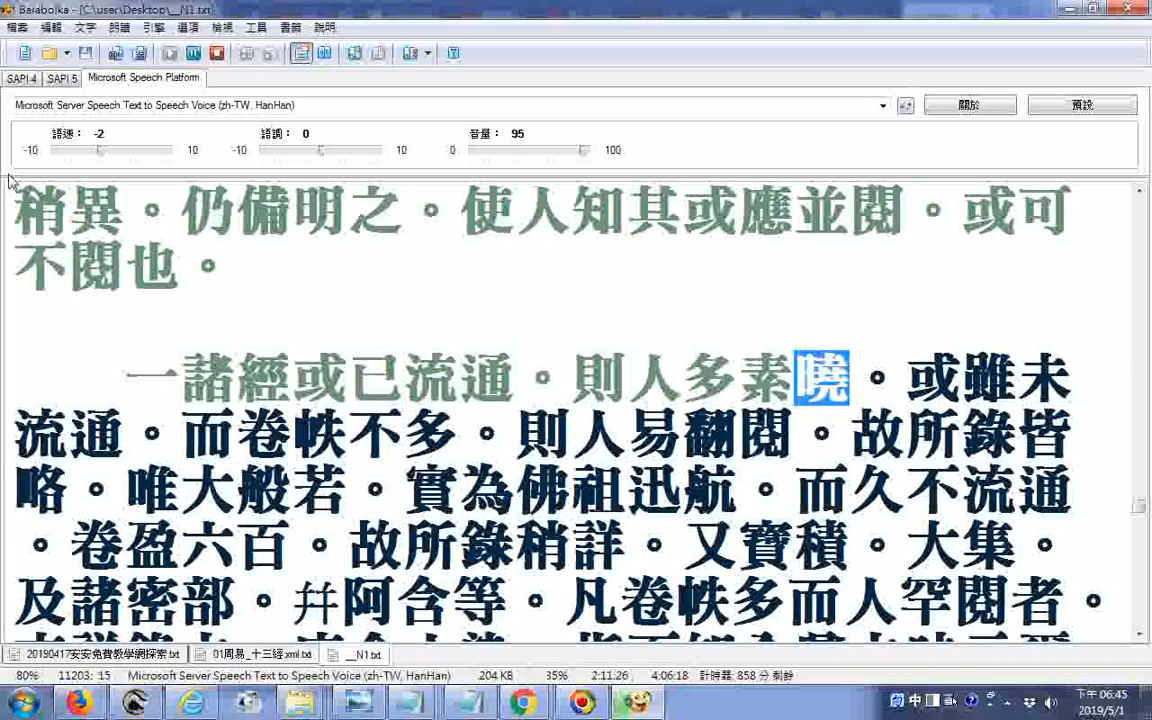 Balabolka - [C:\user\Desktop\__N1.txt]
檔案 編輯 文字 朗讀 引擎 選項 檢視 工具 書籤 說明
SAPI 4 SAPI 5 Microsoft Speech Platform
Microsoft Server Speech Text to Speech Voice (zh-TW, HanHan) 關於 預設
語速： -2 語調： 0 音量： 95
-10 10 -10 10 0 100
稍異。仍備明之。使人知其或應並閱。或可
不閱也。
一諸經或已流通。則人多素曉。或雖未
流通。而卷帙不多。則人易翻閱。故所錄皆
略。唯大般若。實為佛祖迅航。而久不流通
。卷盈六百。故所錄稍詳。又寶積。大集。
及諸密部。并阿含等。凡卷帙多而人罕閱者。
20190417安安免費教學網探索.txt 01周易_十三經.xml.txt __N1.txt
80% 11203: 15 Microsoft Server Speech Text to Speech Voice (zh-TW, HanHan) 204 KB 35% 2:11.26 4:06:18 計時器: 858 分 剩餘
中 下午 06:45
2019/5/1